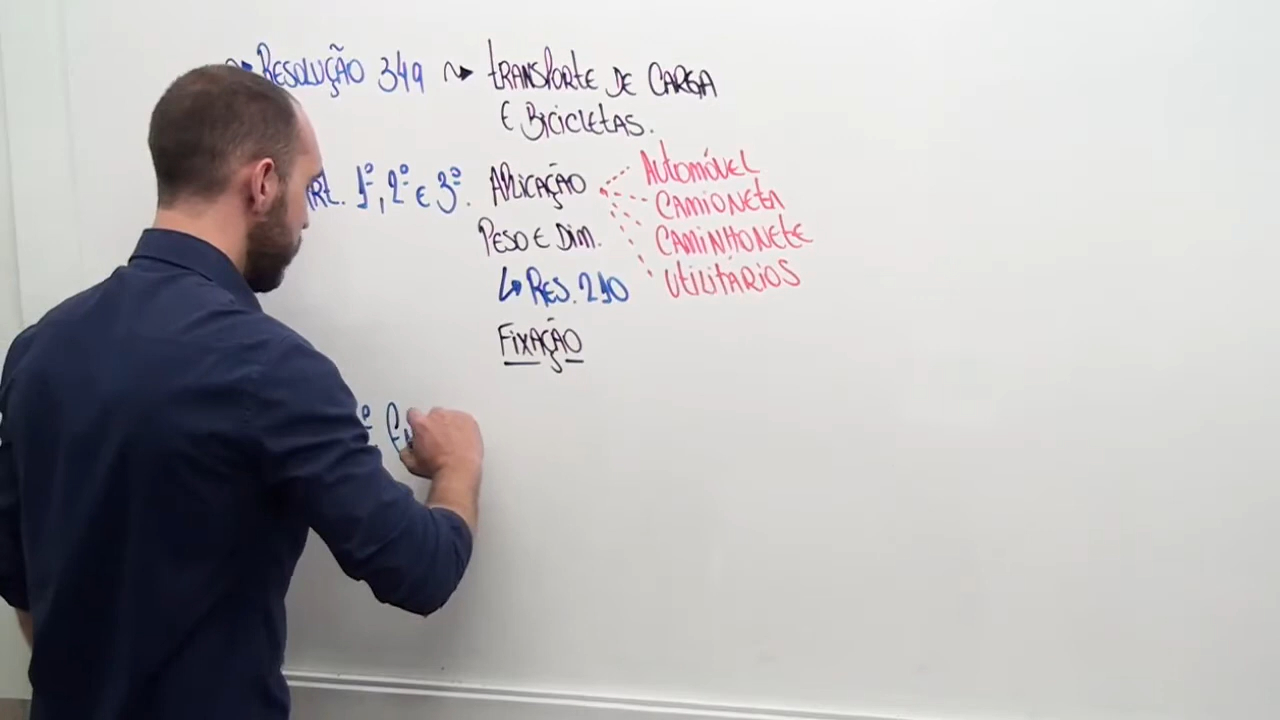 RESOLUÇÃO 349 ⤳ TRANSPORTE DE CARGA
E BICICLETAS.
ART. 1º, 2º E 3º. APLICAÇÃO
AUTOMÓVEL
CAMIONETA
CAMINHONETE
UTILITÁRIOS
PESO E DIM.
↳ RES. 210
FIXAÇÃO